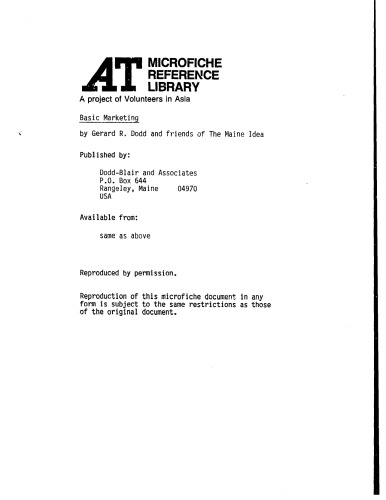 AT MICROFICHE
REFERENCE
LIBRARY
A project of Volunteers in Asia
Basic Marketing
by Gerard R. Dodd and friends of The Maine Idea
Published by:
Dodd-Blair and Associates
P.O. Box 644
Rangeley, Maine 04970
USA
Available from:
same as above
Reproduced by permission.
Reproduction of this microfiche document in any
form is subject to the same restrictions as those
of the original document.